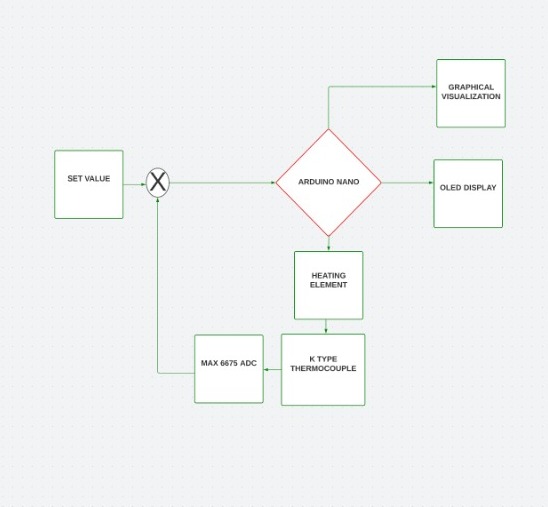 GRAPHICAL
VISUALIZATION
SET VALUE
X
ARDUINO NANO
OLED DISPLAY
HEATING
ELEMENT
MAX 6675 ADC
K TYPE
THERMOCOUPLE